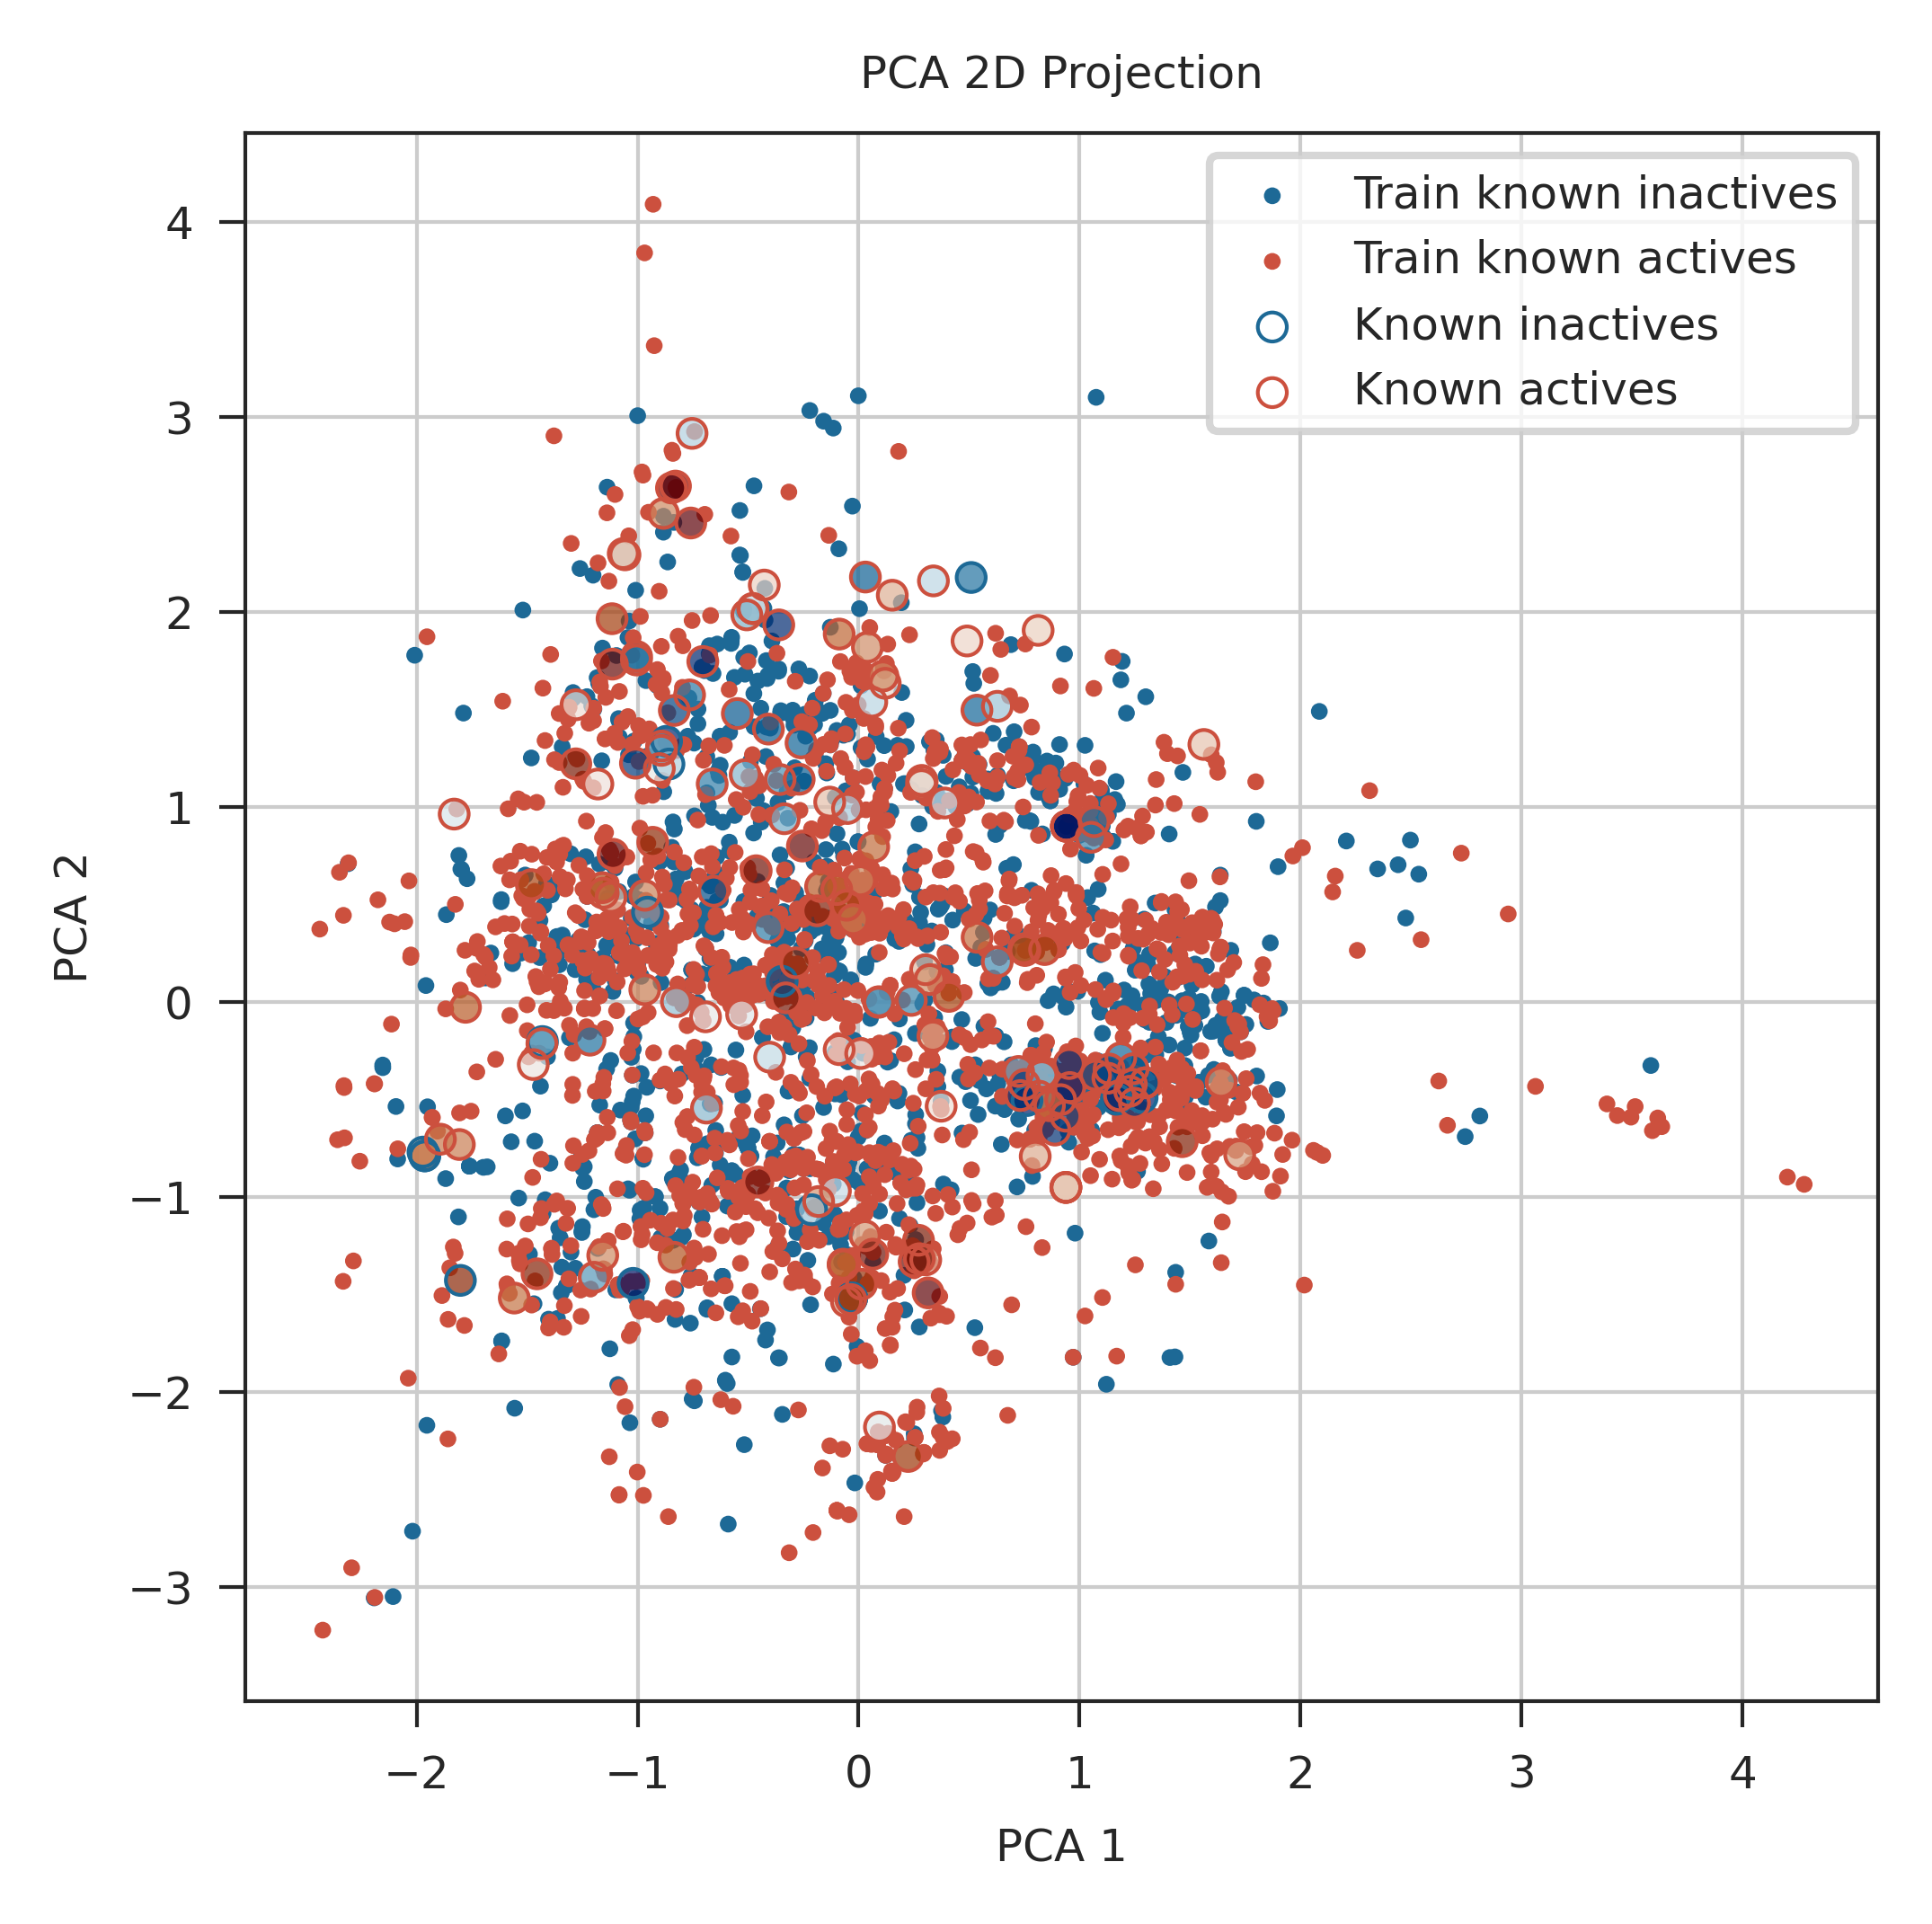 PCA 2D Projection
Train known inactives
Train known actives
Known inactives
Known actives
4
3
2
1
0
−1
−2
−3
PCA 2
−2 −1 0 1 2 3 4
PCA 1